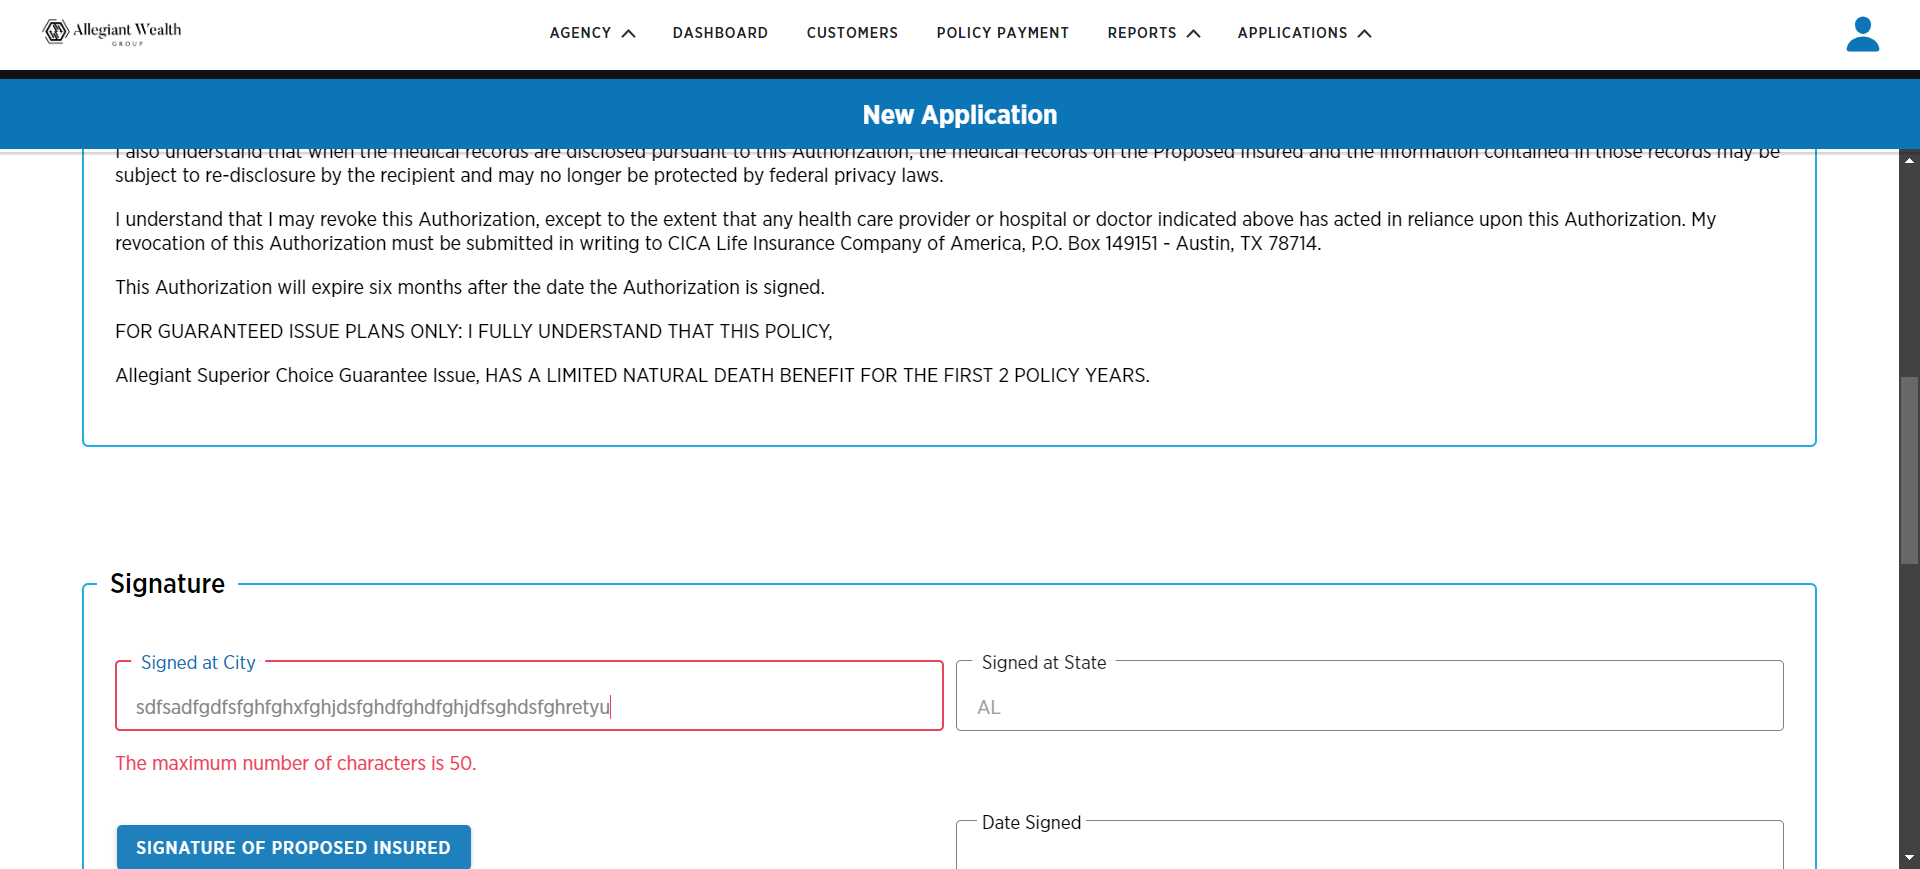 Allegiant Wealth
GROUP
AGENCY DASHBOARD CUSTOMERS POLICY PAYMENT REPORTS APPLICATIONS
New Application
I also understand that when the medical records are disclosed pursuant to this Authorization, the medical records on the Proposed Insured and the information contained in those records may be
subject to re-disclosure by the recipient and may no longer be protected by federal privacy laws.
I understand that I may revoke this Authorization, except to the extent that any health care provider or hospital or doctor indicated above has acted in reliance upon this Authorization. My
revocation of this Authorization must be submitted in writing to CICA Life Insurance Company of America, P.O. Box 149151 - Austin, TX 78714.
This Authorization will expire six months after the date the Authorization is signed.
FOR GUARANTEED ISSUE PLANS ONLY: I FULLY UNDERSTAND THAT THIS POLICY,
Allegiant Superior Choice Guarantee Issue, HAS A LIMITED NATURAL DEATH BENEFIT FOR THE FIRST 2 POLICY YEARS.
Signature
Signed at City
sdfsadfgdfsfghfghxfghjdsfghdfghdfghjdfsghdsfghretyu
The maximum number of characters is 50.
Signed at State
AL
SIGNATURE OF PROPOSED INSURED
Date Signed